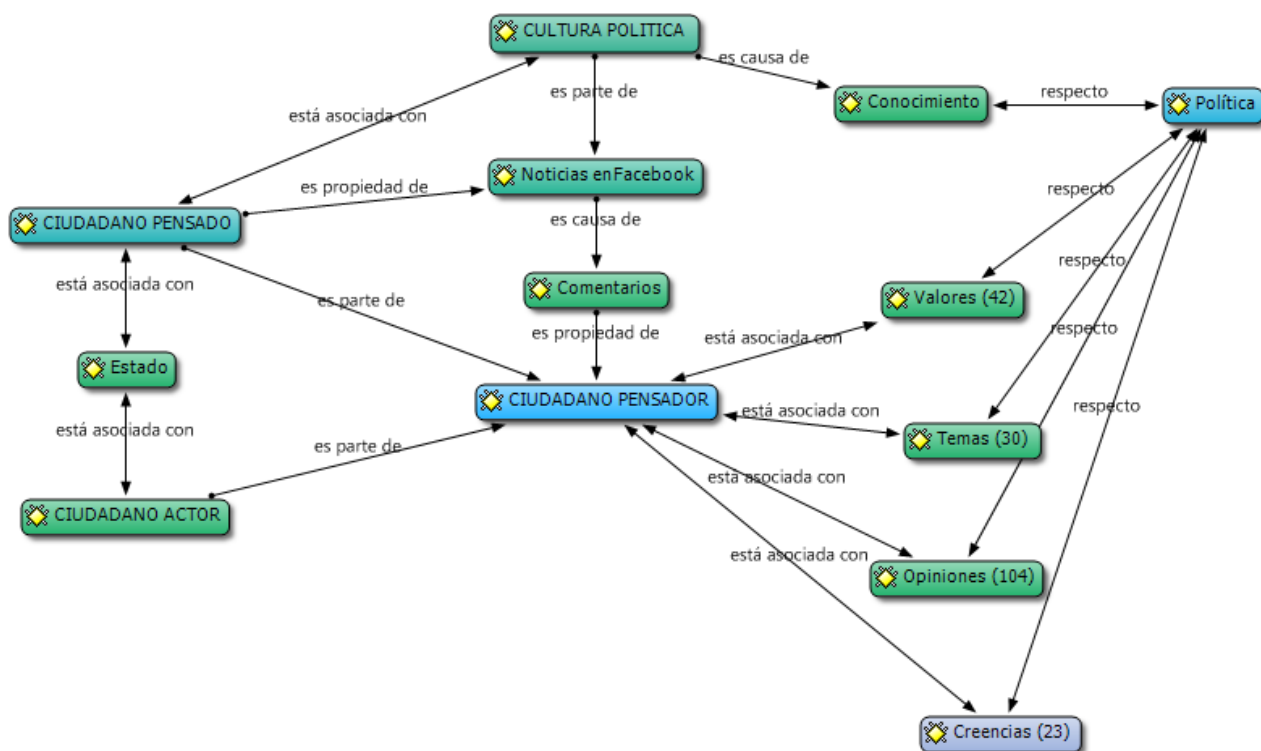 CULTURA POLITICA
es causa de
es parte de
Conocimiento
respecto
Política
está asociada con
Noticias enFacebook
es propiedad de
respecto
CIUDADANO PENSADO
es causa de
respecto
está asociada con
Comentarios
Valores (42)
es parte de
es propiedad de
está asociada con
respecto
Estado
CIUDADANO PENSADOR
está asociada con
respecto
está asociada con
es parte de
Temas (30)
está asociada con
CIUDADANO ACTOR
está asociada con
Opiniones (104)
Creencias (23)